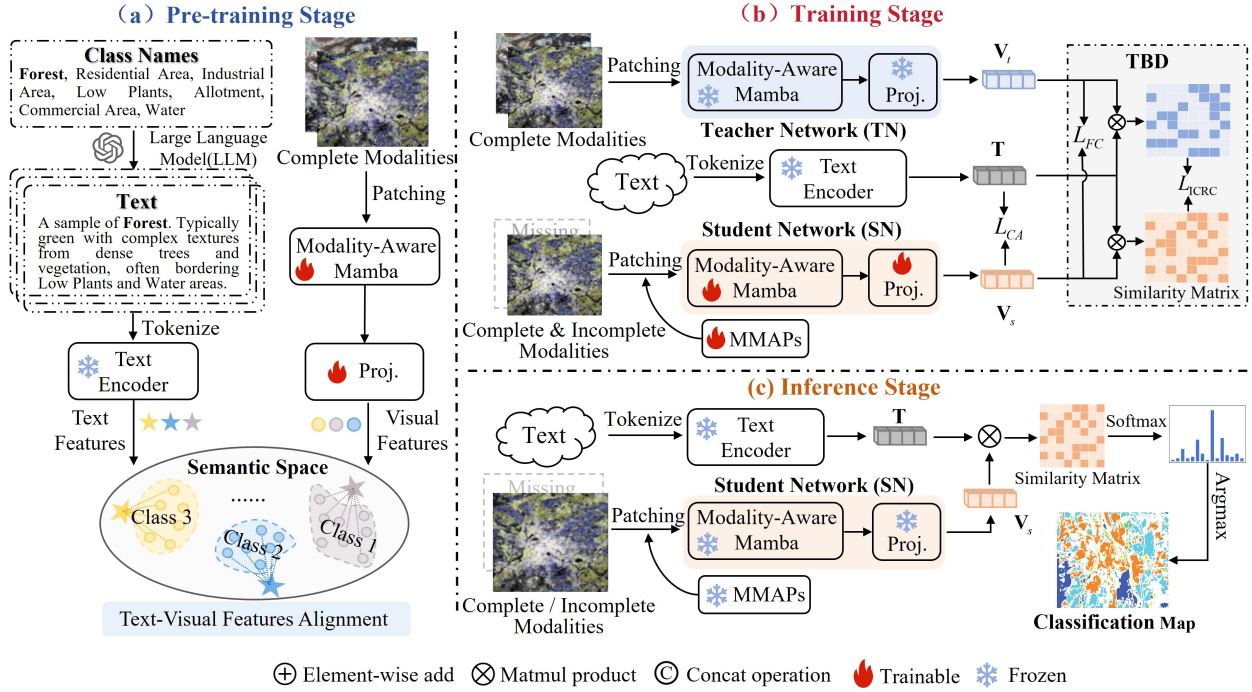 (a) Pre-training Stage
Class Names
Forest, Residential Area, Industrial
Area, Low Plants, Allotment,
Commercial Area, Water
Large Language
Model(LLM)
Text
A sample of Forest. Typically
green with complex textures
from dense trees and
vegetation, often bordering
Low Plants and Water areas.
Tokenize
Text
Encoder
Text
Features
Complete Modalities
Patching
Modality-Aware
Mamba
Proj.
Visual
Features
Semantic Space
......
Class 3
Class 2
Class 1
Text-Visual Features Alignment
(b) Training Stage
Complete Modalities
Patching
Modality-Aware
Mamba
Proj.
Teacher Network (TN)
V_t
Text
Tokenize
Text
Encoder
T
Missing
Complete & Incomplete
Modalities
Patching
Student Network (SN)
Modality-Aware
Mamba
Proj.
MMAPs
V_s
L_CA
L_FC
TBD
L_ICRC
Similarity Matrix
(c) Inference Stage
Text
Tokenize
Text
Encoder
T
Missing
Complete / Incomplete
Modalities
Patching
Student Network (SN)
Modality-Aware
Mamba
Proj.
MMAPs
V_s
Similarity Matrix
Softmax
Argmax
Classification Map
+ Element-wise add
× Matmul product
C Concat operation
Trainable
Frozen